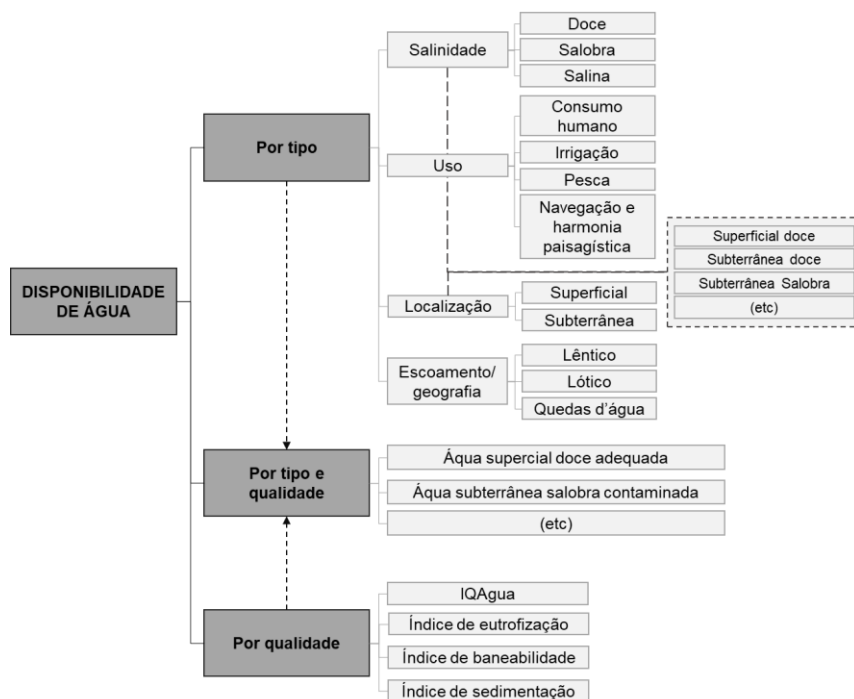 DISPONIBILIDADE
DE ÁGUA
Por tipo
Salinidade
Doce
Salobra
Salina
Uso
Consumo
humano
Irrigação
Pesca
Navegação e
harmonia
paisagística
Superficial doce
Subterrânea doce
Subterrânea Salobra
(etc)
Localização
Superficial
Subterrânea
Escoamento/
geografia
Lêntico
Lótico
Quedas d’água
Por tipo e
qualidade
Áqua supercial doce adequada
Áqua subterrânea salobra contaminada
(etc)
Por qualidade
IQAgua
Índice de eutrofização
Índice de baneabilidade
Índice de sedimentação